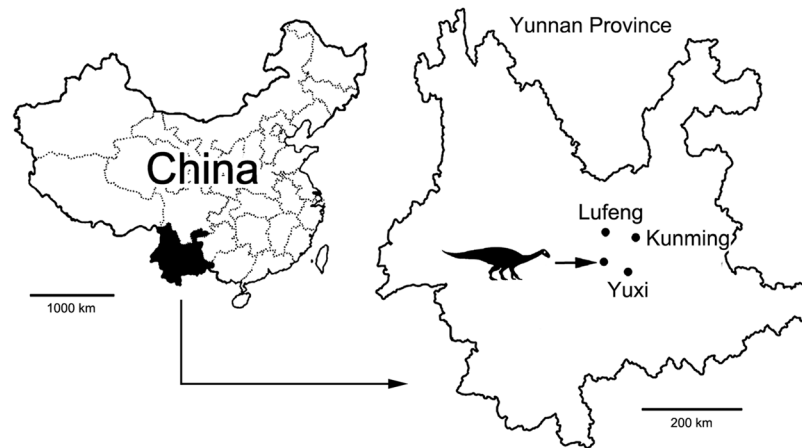 China
1000 km
Yunnan Province
Lufeng
Kunming
Yuxi
200 km